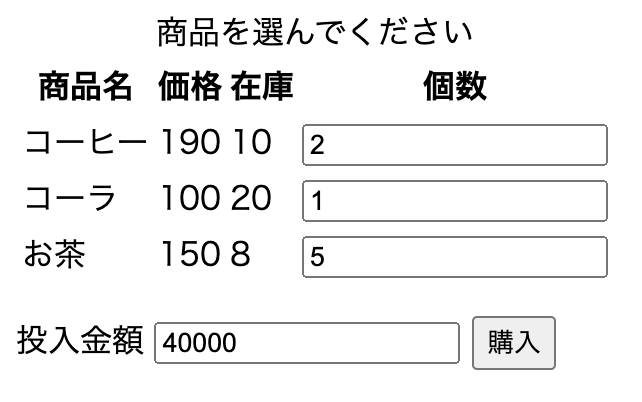 商品を選んでください
商品名 価格 在庫 個数
コーヒー 190 10 2
コーラ 100 20 1
お茶 150 8 5
投入金額 40000 購入